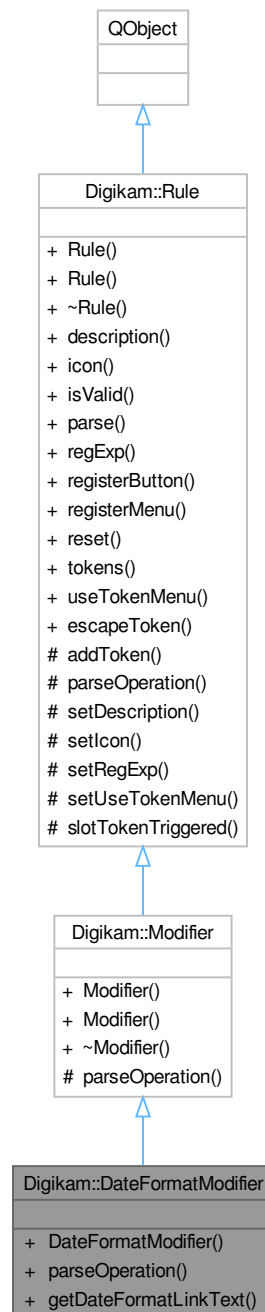 QObject
Digikam::Rule
+ Rule()
+ Rule()
+ ~Rule()
+ description()
+ icon()
+ isValid()
+ parse()
+ regExp()
+ registerButton()
+ registerMenu()
+ reset()
+ tokens()
+ useTokenMenu()
+ escapeToken()
# addToken()
# parseOperation()
# setDescription()
# setIcon()
# setRegExp()
# setUseTokenMenu()
# slotTokenTriggered()
Digikam::Modifier
+ Modifier()
+ Modifier()
+ ~Modifier()
# parseOperation()
Digikam::DateFormatModifier
+ DateFormatModifier()
+ parseOperation()
+ getDateFormatLinkText()